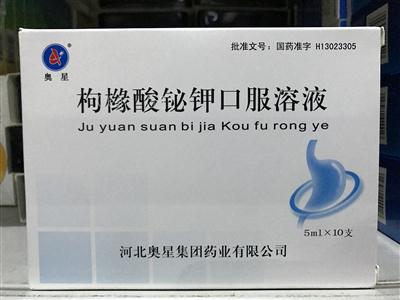 批准文号：国药准字 H13023305
奥星
枸橼酸铋钾口服溶液
Ju yuan suan bi jia Kou fu rong ye
5ml×10支
河北奥星集团药业有限公司